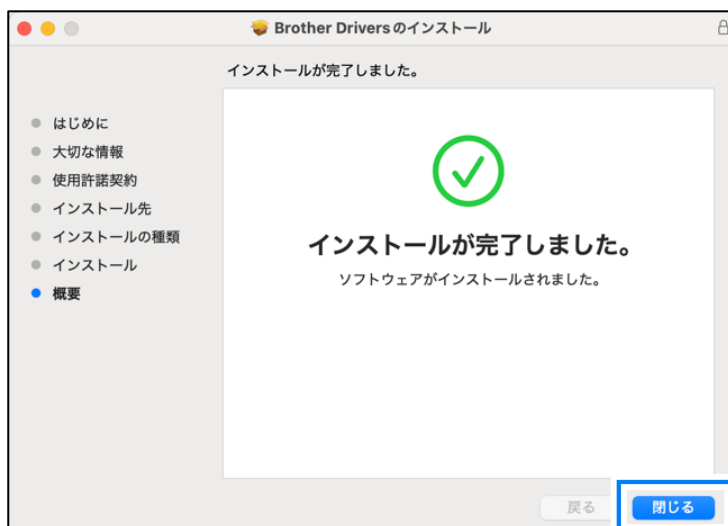 Brother Driversのインストール
インストールが完了しました。
はじめに
大切な情報
使用許諾契約
インストール先
インストールの種類
インストール
概要
インストールが完了しました。
ソフトウェアがインストールされました。
戻る
閉じる